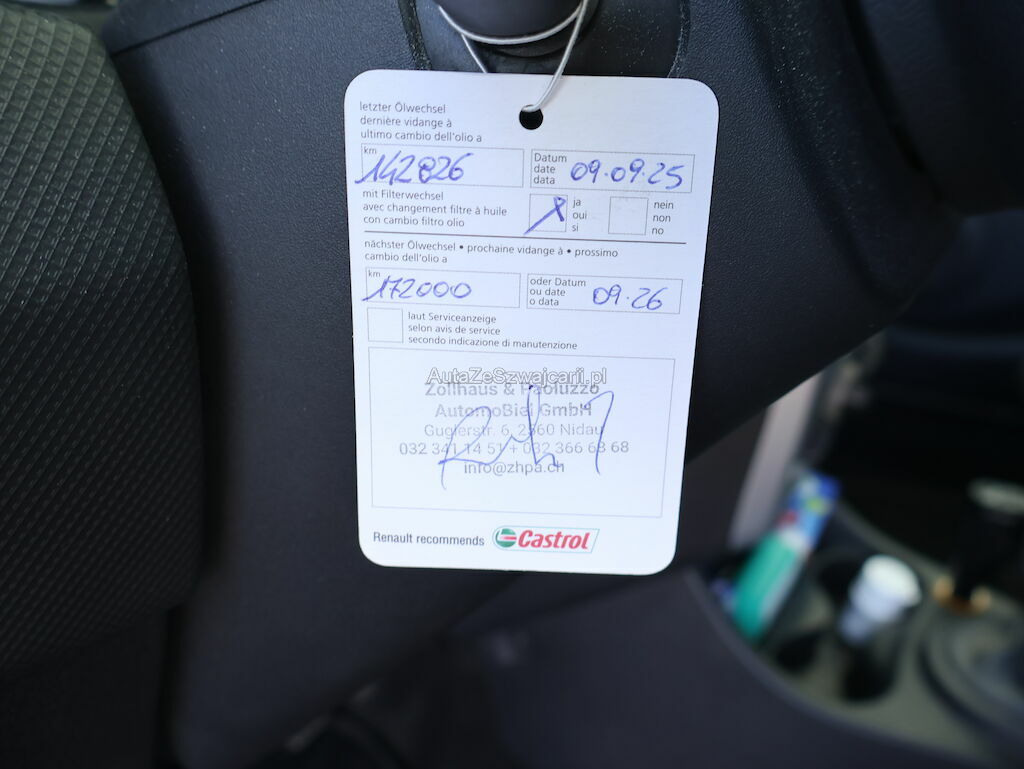 letzter Ölwechsel
dernière vidange à
ultimo cambio dell'olio a
km 142826
Datum
date
data
09.09.25
mit Filterwechsel
avec changement filtre à huile
con cambio filtro olio
ja
oui
si
nein
non
no
nächster Ölwechsel • prochaine vidange à • prossimo
cambio dell'olio a
km 172000
oder Datum
ou date
o data
09.26
laut Serviceanzeige
selon avis de service
secondo indicazione di manutenzione
AutaZeSzwajcarii.pl
Zollhaus & Paoluzzo
AutomoBiel GmbH
Guglerstr. 6, 2560 Nidau
032 341 14 51 + 032 366 68 68
info@zhpa.ch
Renault recommends Castrol